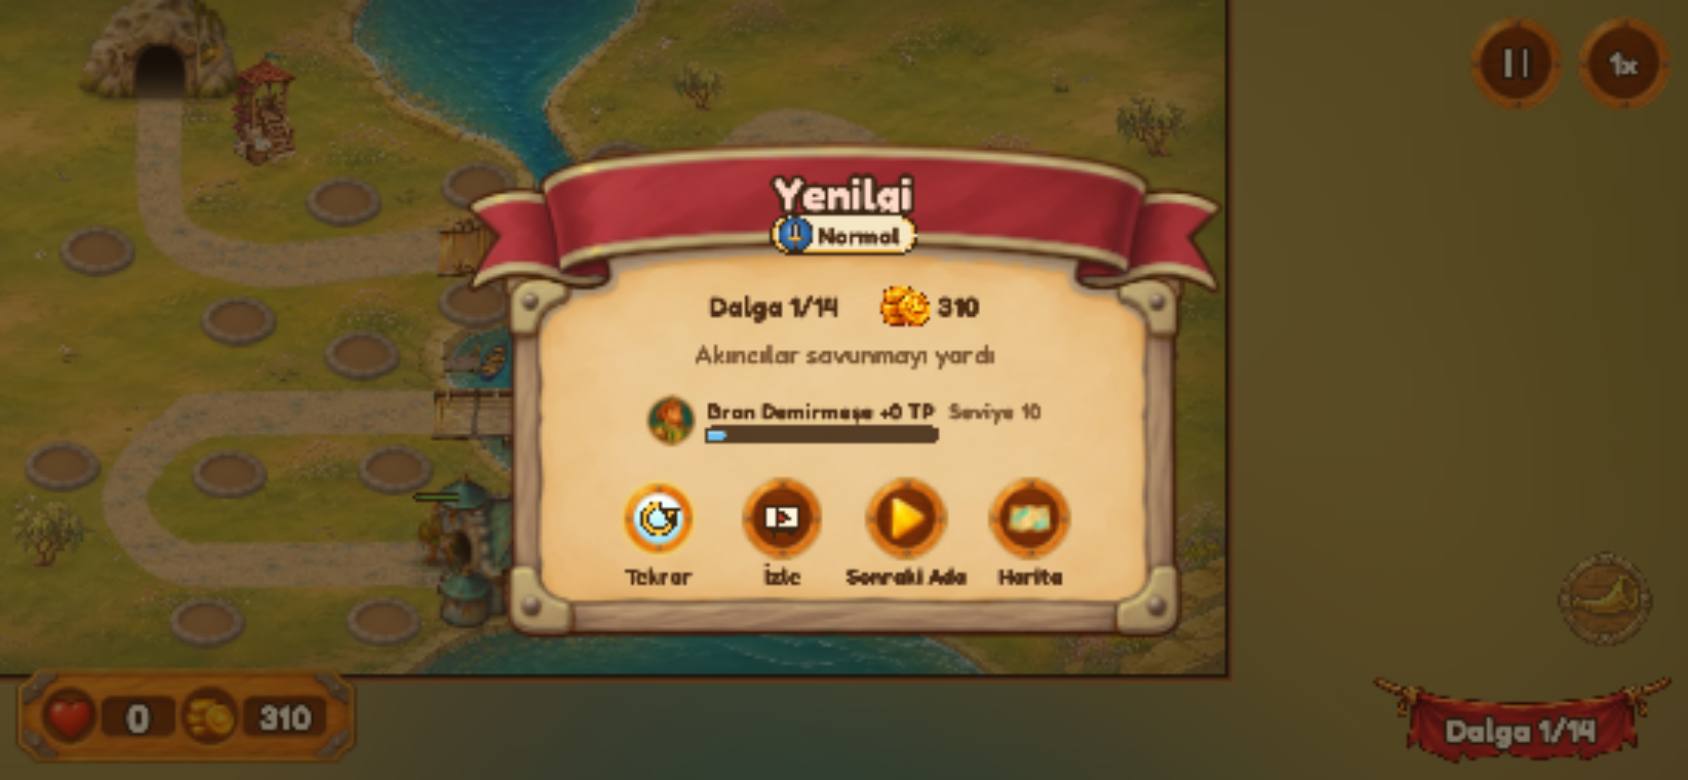 1x
Yenilgi
Normal
Dalga 1/14 310
Akıncılar savunmayı yardı
Bran Demirmeşe +0 TP Seviye 10
Tekrar İzle Sonraki Ada Harita
0 310
Dalga 1/14